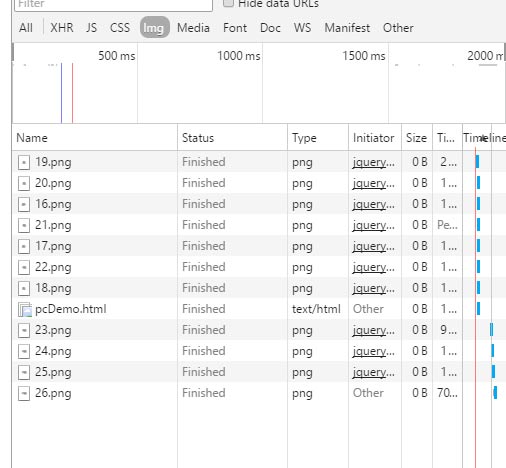 Filter Hide data URLs
All XHR JS CSS Img Media Font Doc WS Manifest Other
500 ms 1000 ms 1500 ms 2000 m
Name Status Type Initiator Size Ti... Timeline
19.png Finished png jquery... 0 B 2...
20.png Finished png jquery... 0 B 1...
16.png Finished png jquery... 0 B 1...
21.png Finished png jquery... 0 B Pe...
17.png Finished png jquery... 0 B 1...
22.png Finished png jquery... 0 B 1...
18.png Finished png jquery... 0 B 1...
pcDemo.html Finished text/html Other 0 B 1...
23.png Finished png jquery... 0 B 9...
24.png Finished png jquery... 0 B 1...
25.png Finished png jquery... 0 B 1...
26.png Finished png Other 0 B 70...